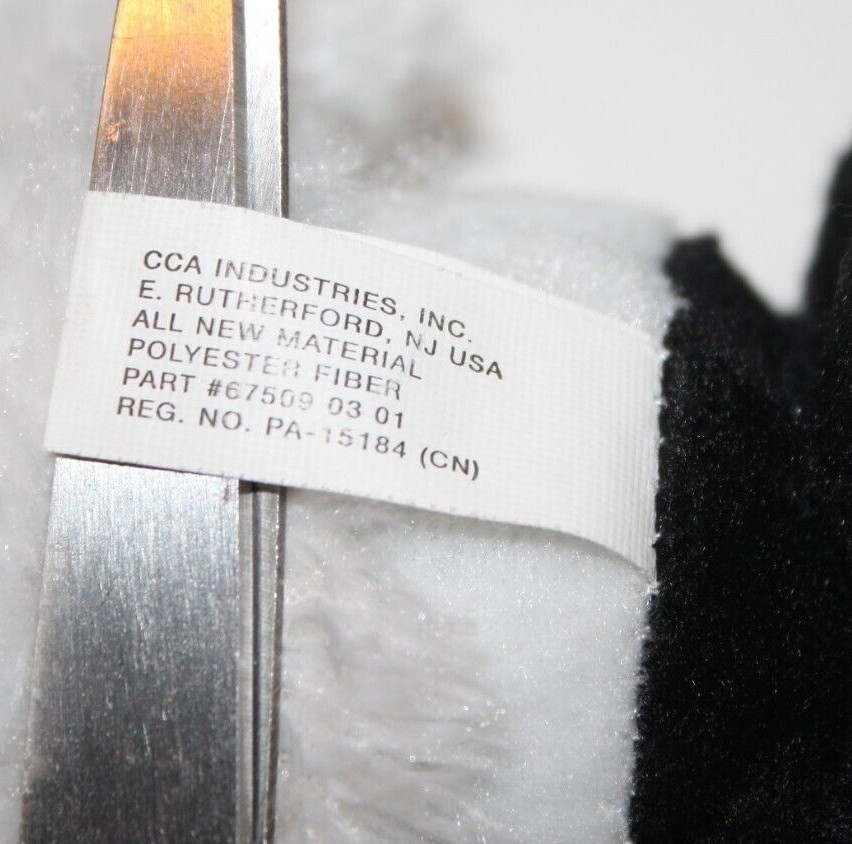 CCA INDUSTRIES, INC.
E. RUTHERFORD, NJ USA
ALL NEW MATERIAL
POLYESTER FIBER
PART #67509 03 01
REG. NO. PA-15184 (CN)